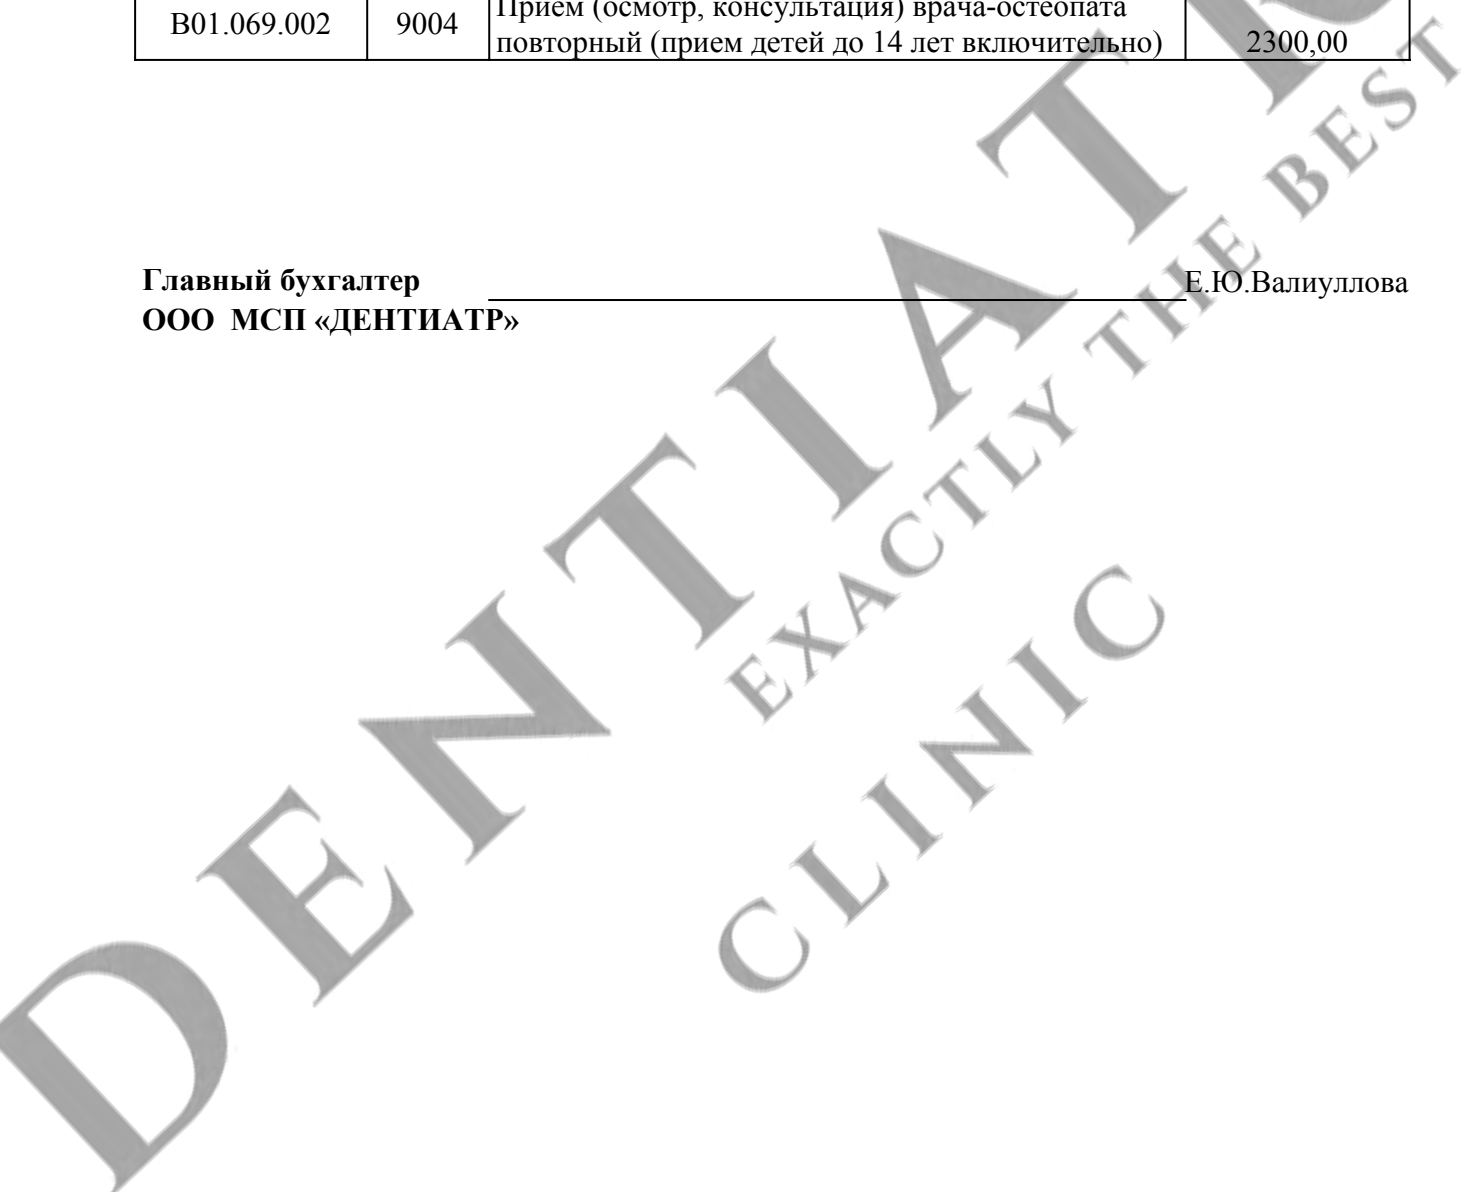 В01.069.002 9004 Прием (осмотр, консультация) врача-остеопата
повторный (прием детей до 14 лет включительно) 2300,00
Главный бухгалтер Е.Ю.Валиуллова
ООО МСП «ДЕНТИАТР»
DENTIATR
EXACTLY THE BEST
CLINIC